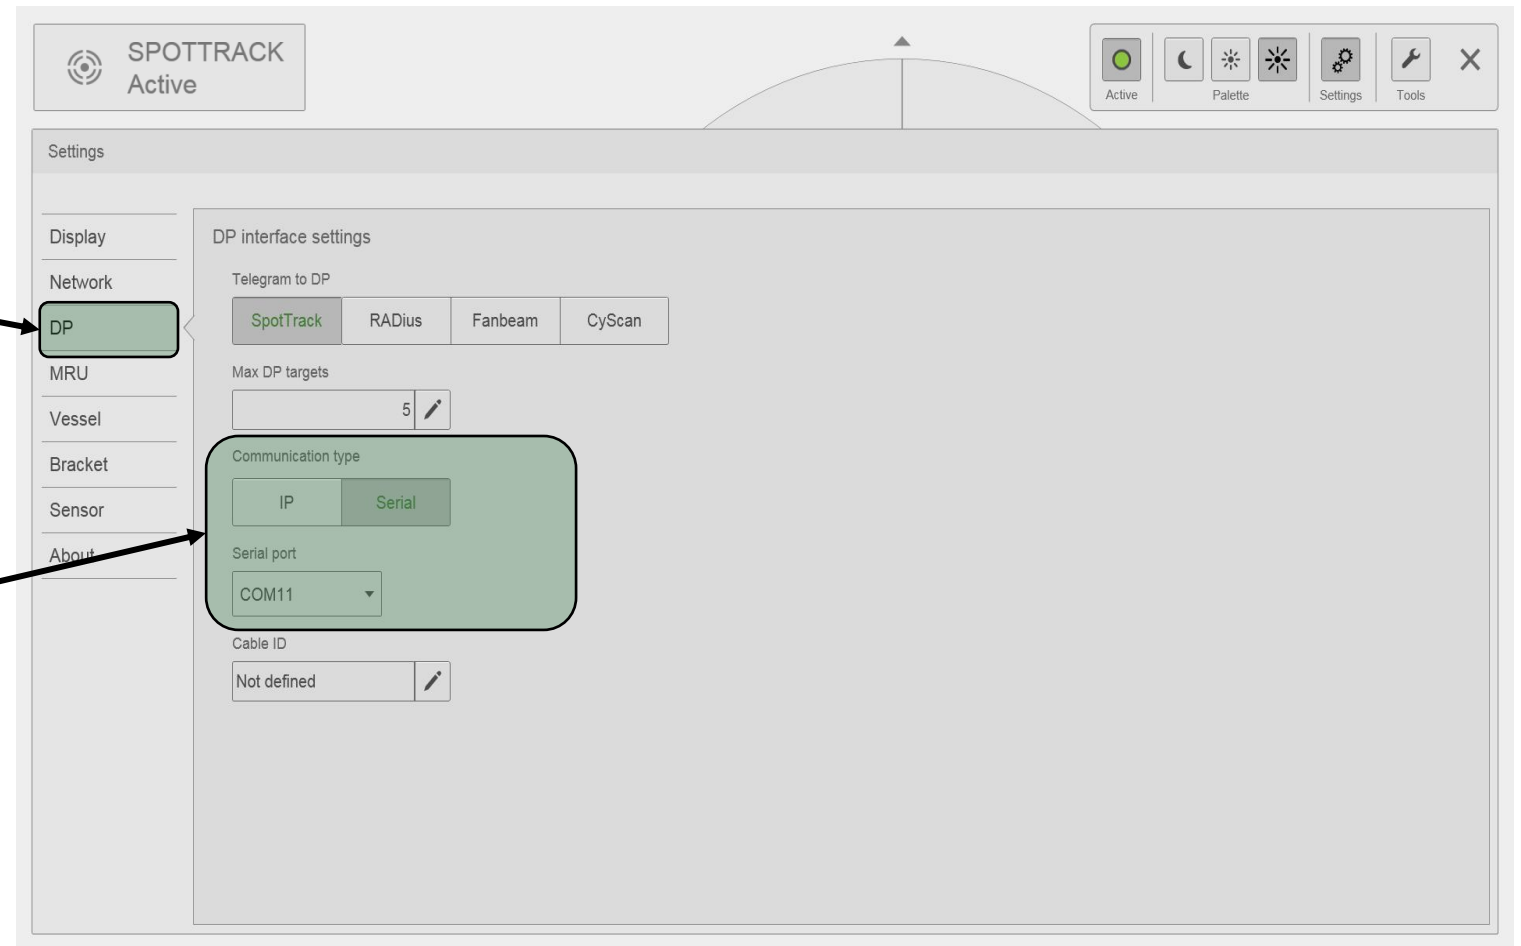 SPOTTRACK
Active
Active
Palette
Settings
Tools
Settings
Display
Network
DP
MRU
Vessel
Bracket
Sensor
About
DP interface settings
Telegram to DP
SpotTrack RADius Fanbeam CyScan
Max DP targets
5
Communication type
IP Serial
Serial port
COM11
Cable ID
Not defined